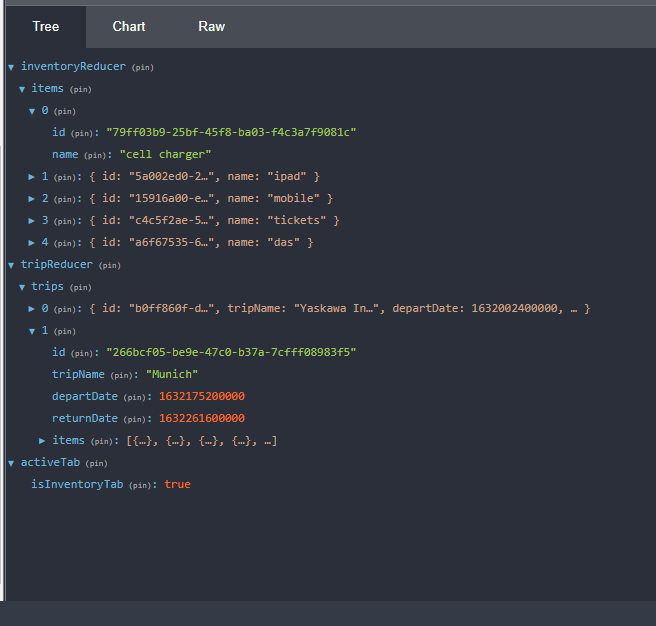 Tree Chart Raw
▼ inventoryReducer (pin)
▼ items (pin)
▼ 0 (pin)
id (pin): "79ff03b9-25bf-45f8-ba03-f4c3a7f9081c"
name (pin): "cell charger"
▶ 1 (pin): { id: "5a002ed0-2…", name: "ipad" }
▶ 2 (pin): { id: "15916a00-e…", name: "mobile" }
▶ 3 (pin): { id: "c4c5f2ae-5…", name: "tickets" }
▶ 4 (pin): { id: "a6f67535-6…", name: "das" }
▼ tripReducer (pin)
▼ trips (pin)
▶ 0 (pin): { id: "b0ff860f-d…", tripName: "Yaskawa In…", departDate: 1632002400000, … }
▼ 1 (pin)
id (pin): "266bcf05-be9e-47c0-b37a-7cfff08983f5"
tripName (pin): "Munich"
departDate (pin): 1632175200000
returnDate (pin): 1632261600000
▶ items (pin): [{…}, {…}, {…}, {…}, …]
▼ activeTab (pin)
isInventoryTab (pin): true